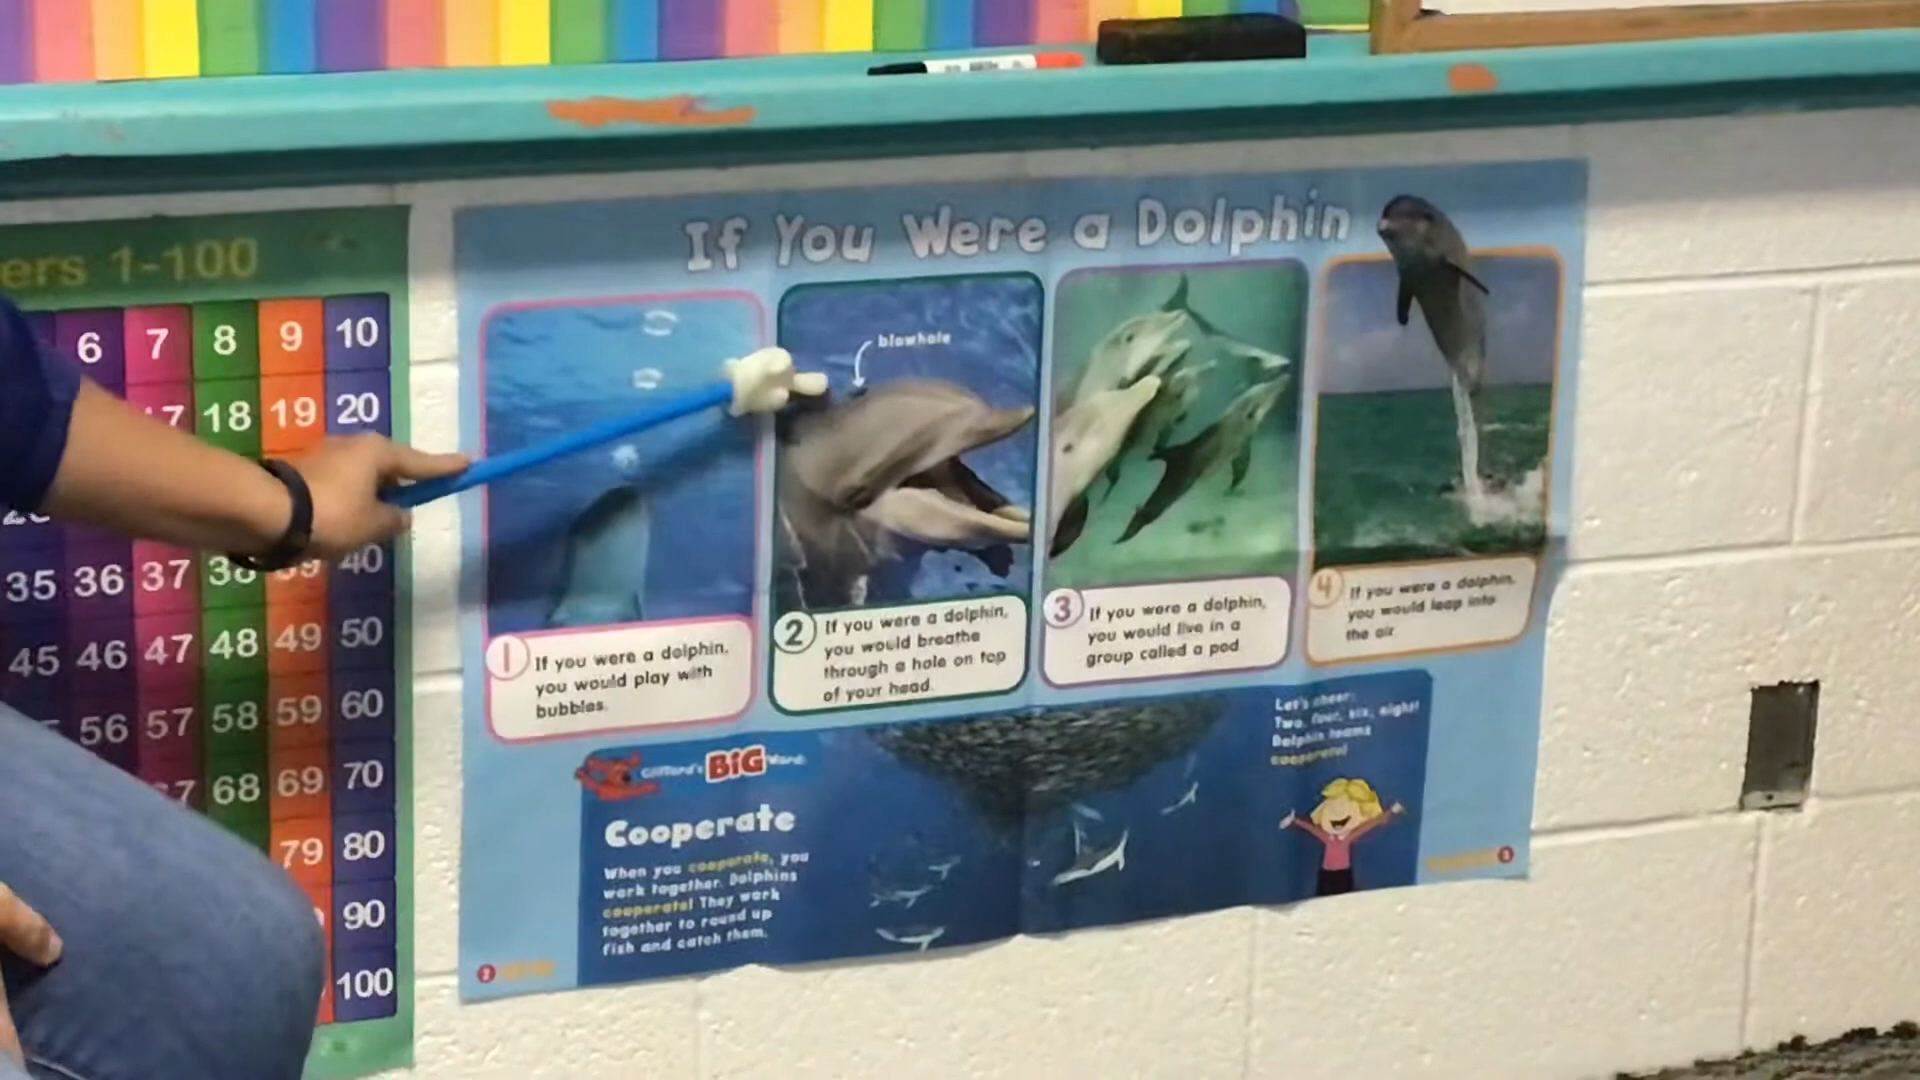 ers 1-100
6 7 8 9 10
18 19 20
35 36 37 38 39 40
45 46 47 48 49 50
56 57 58 59 60
68 69 70
79 80
90
100
If You Were a Dolphin
blowhole
1 If you were a dolphin,
you would play with
bubbles.
2 If you were a dolphin,
you would breathe
through a hole on top
of your head.
3 If you were a dolphin,
you would live in a
group called a pod.
4 If you were a dolphin,
you would leap into
the air.
Clifford's BIG Word:
Cooperate
When you cooperate, you
work together. Dolphins
cooperate! They work
together to round up
fish and catch them.
Let's cheer:
Two, four, six, eight!
Dolphin teams
cooperate!
2
3